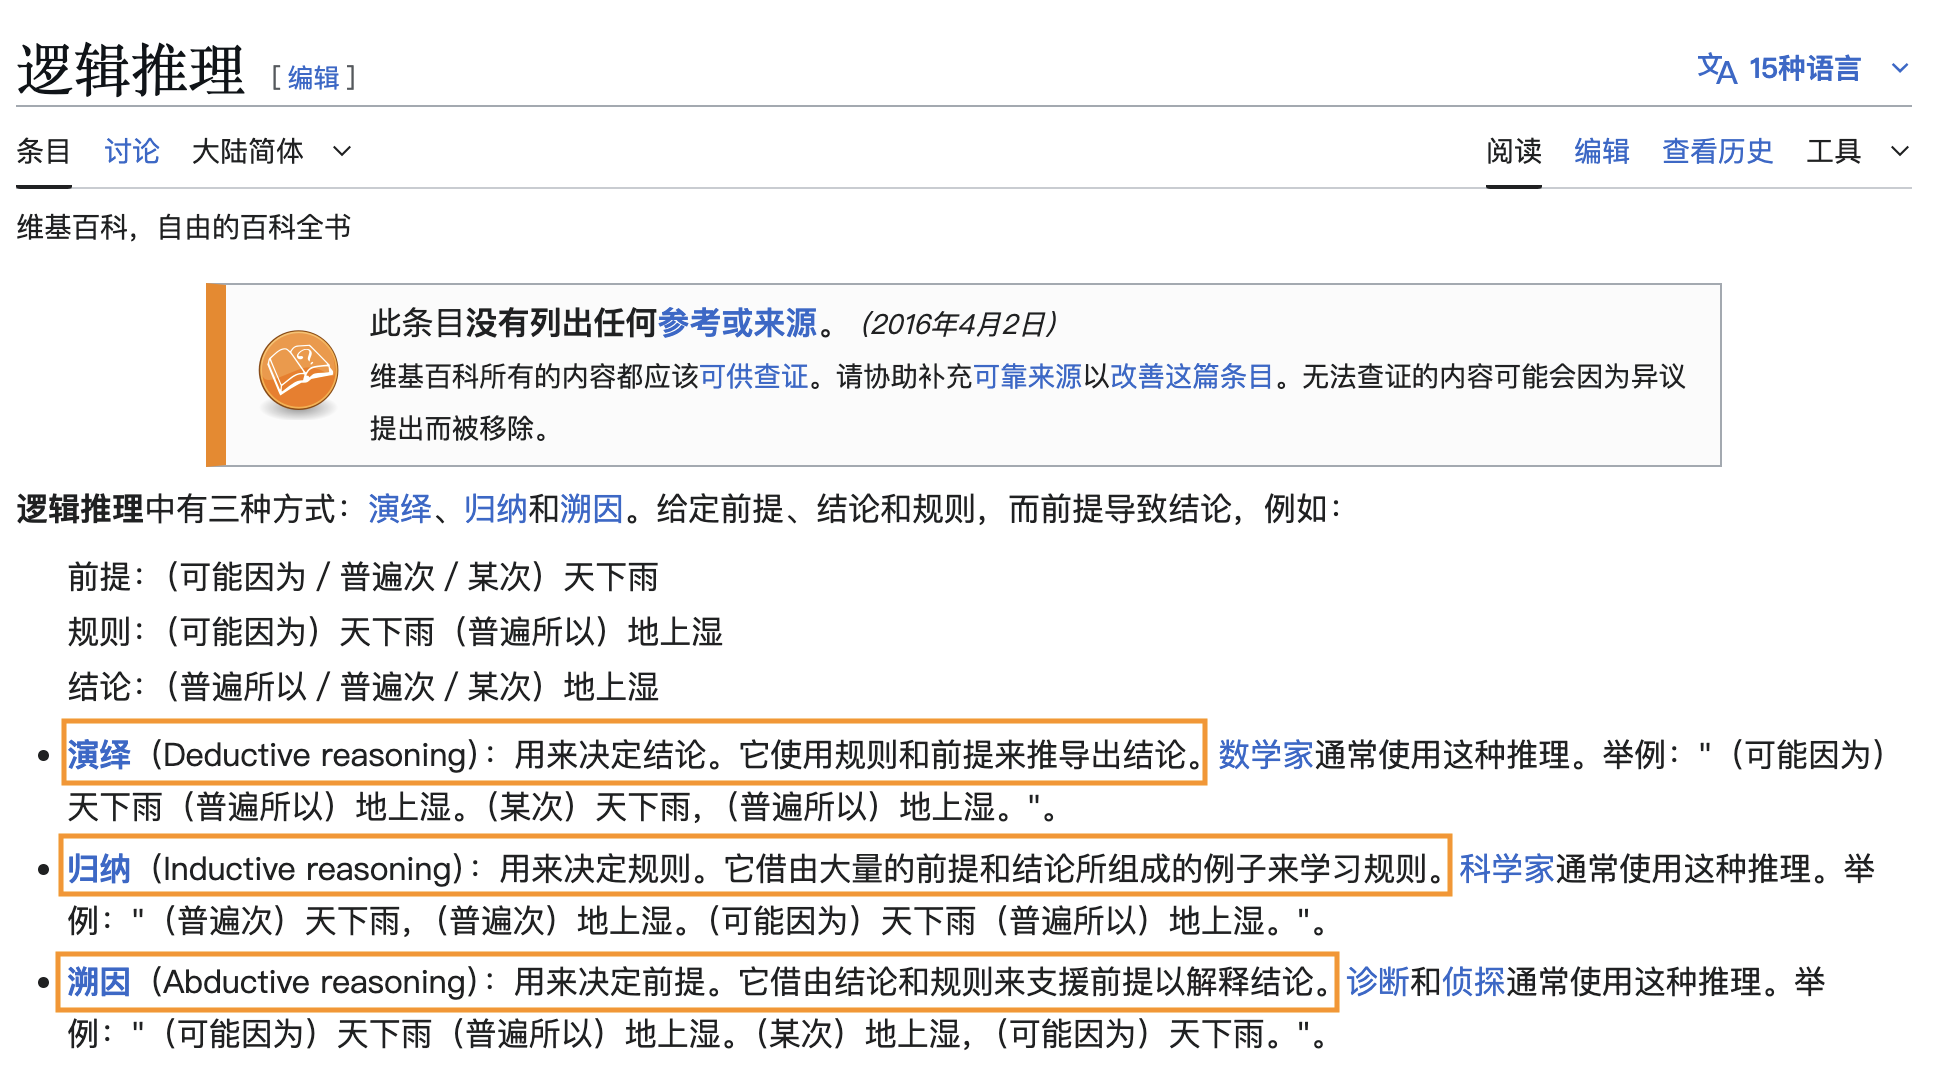 逻辑推理 [编辑]
文A 15种语言
条目 讨论 大陆简体
阅读 编辑 查看历史 工具
维基百科，自由的百科全书
此条目没有列出任何参考或来源。 (2016年4月2日)
维基百科所有的内容都应该可供查证。请协助补充可靠来源以改善这篇条目。无法查证的内容可能会因为异议
提出而被移除。
逻辑推理中有三种方式：演绎、归纳和溯因。给定前提、结论和规则，而前提导致结论，例如：
前提：（可能因为 / 普遍次 / 某次）天下雨
规则：（可能因为）天下雨（普遍所以）地上湿
结论：（普遍所以 / 普遍次 / 某次）地上湿
• 演绎（Deductive reasoning）：用来决定结论。它使用规则和前提来推导出结论。数学家通常使用这种推理。举例："（可能因为）
天下雨（普遍所以）地上湿。（某次）天下雨，（普遍所以）地上湿。"。
• 归纳（Inductive reasoning）：用来决定规则。它借由大量的前提和结论所组成的例子来学习规则。科学家通常使用这种推理。举
例："（普遍次）天下雨，（普遍次）地上湿。（可能因为）天下雨（普遍所以）地上湿。"。
• 溯因（Abductive reasoning）：用来决定前提。它借由结论和规则来支援前提以解释结论。诊断和侦探通常使用这种推理。举
例："（可能因为）天下雨（普遍所以）地上湿。（某次）地上湿，（可能因为）天下雨。"。